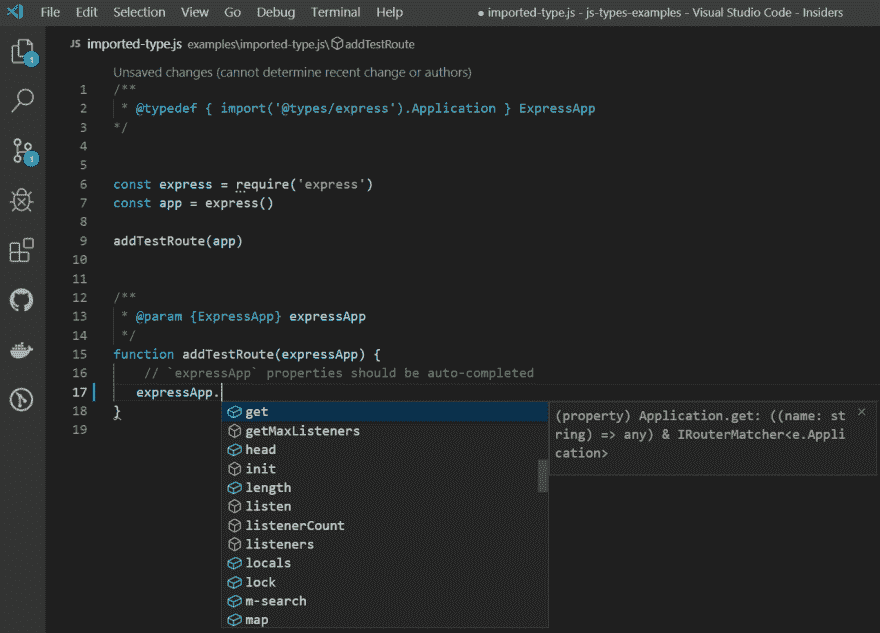 File Edit Selection View Go Debug Terminal Help ● imported-type.js - js-types-examples - Visual Studio Code - Insiders
JS imported-type.js examples\imported-type.js\addTestRoute
Unsaved changes (cannot determine recent change or authors)
1 /**
2 * @typedef { import('@types/express').Application } ExpressApp
3 */
4
5
6 const express = require('express')
7 const app = express()
8
9 addTestRoute(app)
10
11
12 /**
13 * @param {ExpressApp} expressApp
14 */
15 function addTestRoute(expressApp) {
16 // `expressApp` properties should be auto-completed
17 expressApp.
18 }
19
get
getMaxListeners
head
init
length
listen
listenerCount
listeners
locals
lock
m-search
map
(property) Application.get: ((name: st
ring) => any) & IRouterMatcher<e.Appli
cation>
1
1